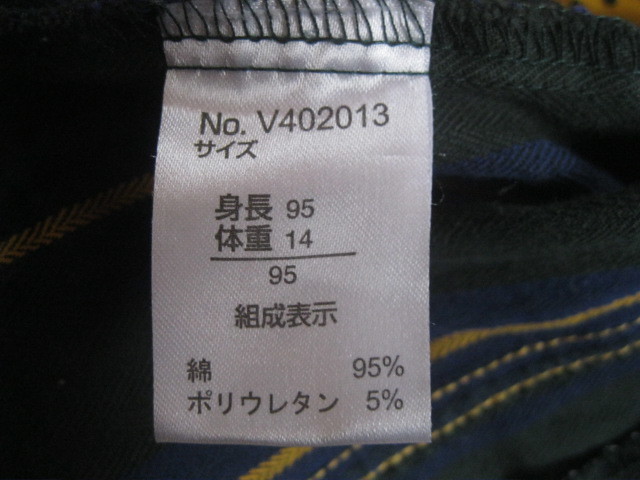 No. V402013
サイズ
身長 95
体重 14
95
組成表示
綿 95%
ポリウレタン 5%